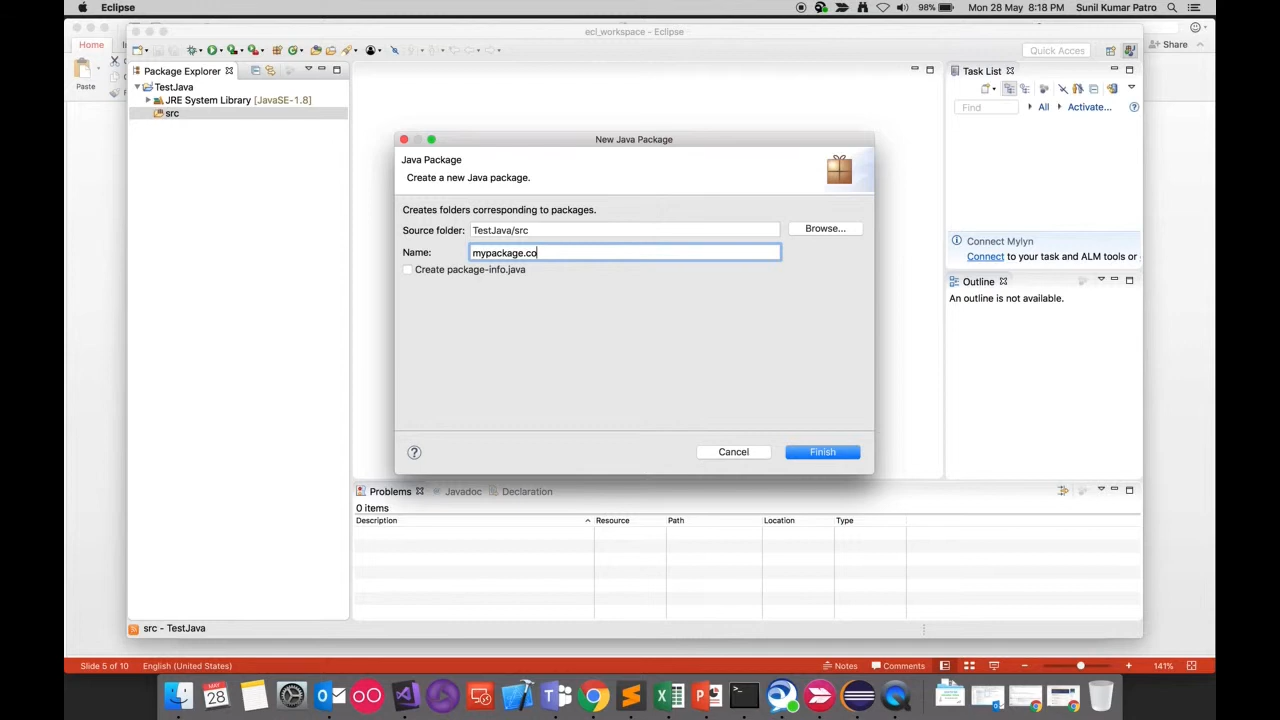 Eclipse
98%
Mon 28 May 8:18 PM
Sunil Kumar Patro
Home
Paste
Share
ecl_workspace - Eclipse
Quick Acces
Package Explorer
TestJava
JRE System Library [JavaSE-1.8]
src
New Java Package
Java Package
Create a new Java package.
Creates folders corresponding to packages.
Source folder: TestJava/src
Browse...
Name: mypackage.co
Create package-info.java
?
Cancel
Finish
Task List
Find
All
Activate...
?
Connect Mylyn
Connect to your task and ALM tools or
Outline
An outline is not available.
Problems
Javadoc
Declaration
0 items
Description
Resource
Path
Location
Type
src - TestJava
Slide 5 of 10
English (United States)
Notes
Comments
141%
MAY
28